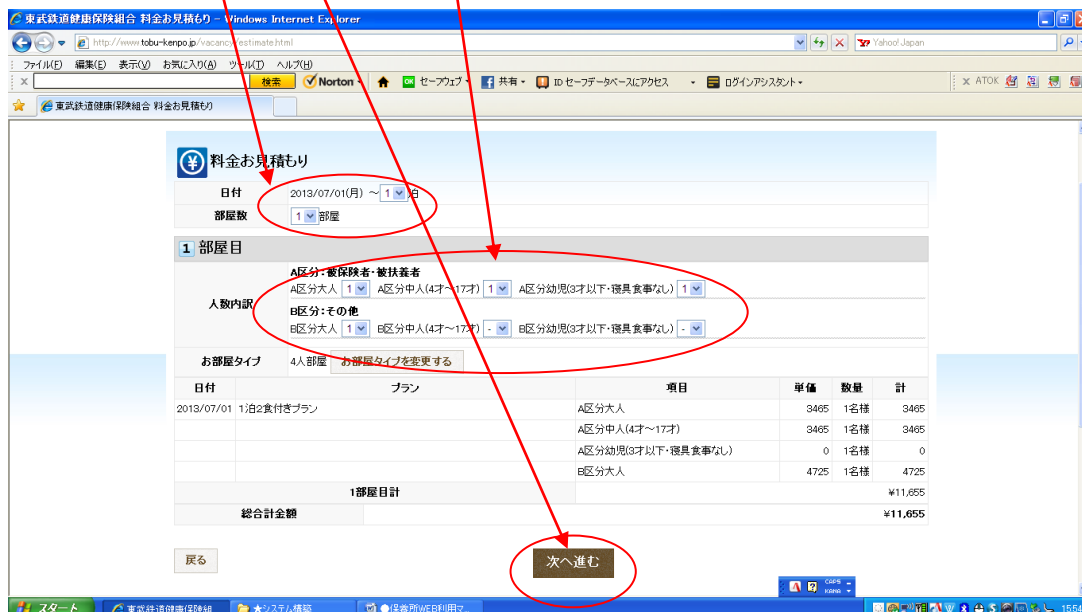 東武鉄道健康保険組合 料金お見積もり - Windows Internet Explorer
http://www.tobu-kenpo.jp/vacancy/estimate.html
Yahoo! Japan
ファイル(F) 編集(E) 表示(V) お気に入り(A) ツール(T) ヘルプ(H)
検索 Norton セーフウェブ 共有 ID セーフデータベースにアクセス ログインアシスタント
ATOK
東武鉄道健康保険組合 料金お見積もり
料金お見積もり
日付 2013/07/01(月) ～ 1 泊
部屋数 1 部屋
1 部屋目
人数内訳
A区分：被保険者・被扶養者
A区分大人 1 A区分中人(4才～17才) 1 A区分幼児(3才以下・寝具食事なし) 1
B区分：その他
B区分大人 1 B区分中人(4才～17才) - B区分幼児(3才以下・寝具食事なし) -
お部屋タイプ 4人部屋 お部屋タイプを変更する
日付 プラン 項目 単価 数量 計
2013/07/01 1泊2食付きプラン A区分大人 3465 1名様 3465
A区分中人(4才～17才) 3465 1名様 3465
A区分幼児(3才以下・寝具食事なし) 0 1名様 0
B区分大人 4725 1名様 4725
1部屋目計 ¥11,655
総合計金額 ¥11,655
戻る 次へ進む
A CAPS KANA
スタート 東武鉄道健康保険組 ★システム構築 ●保養所WEB利用マ...